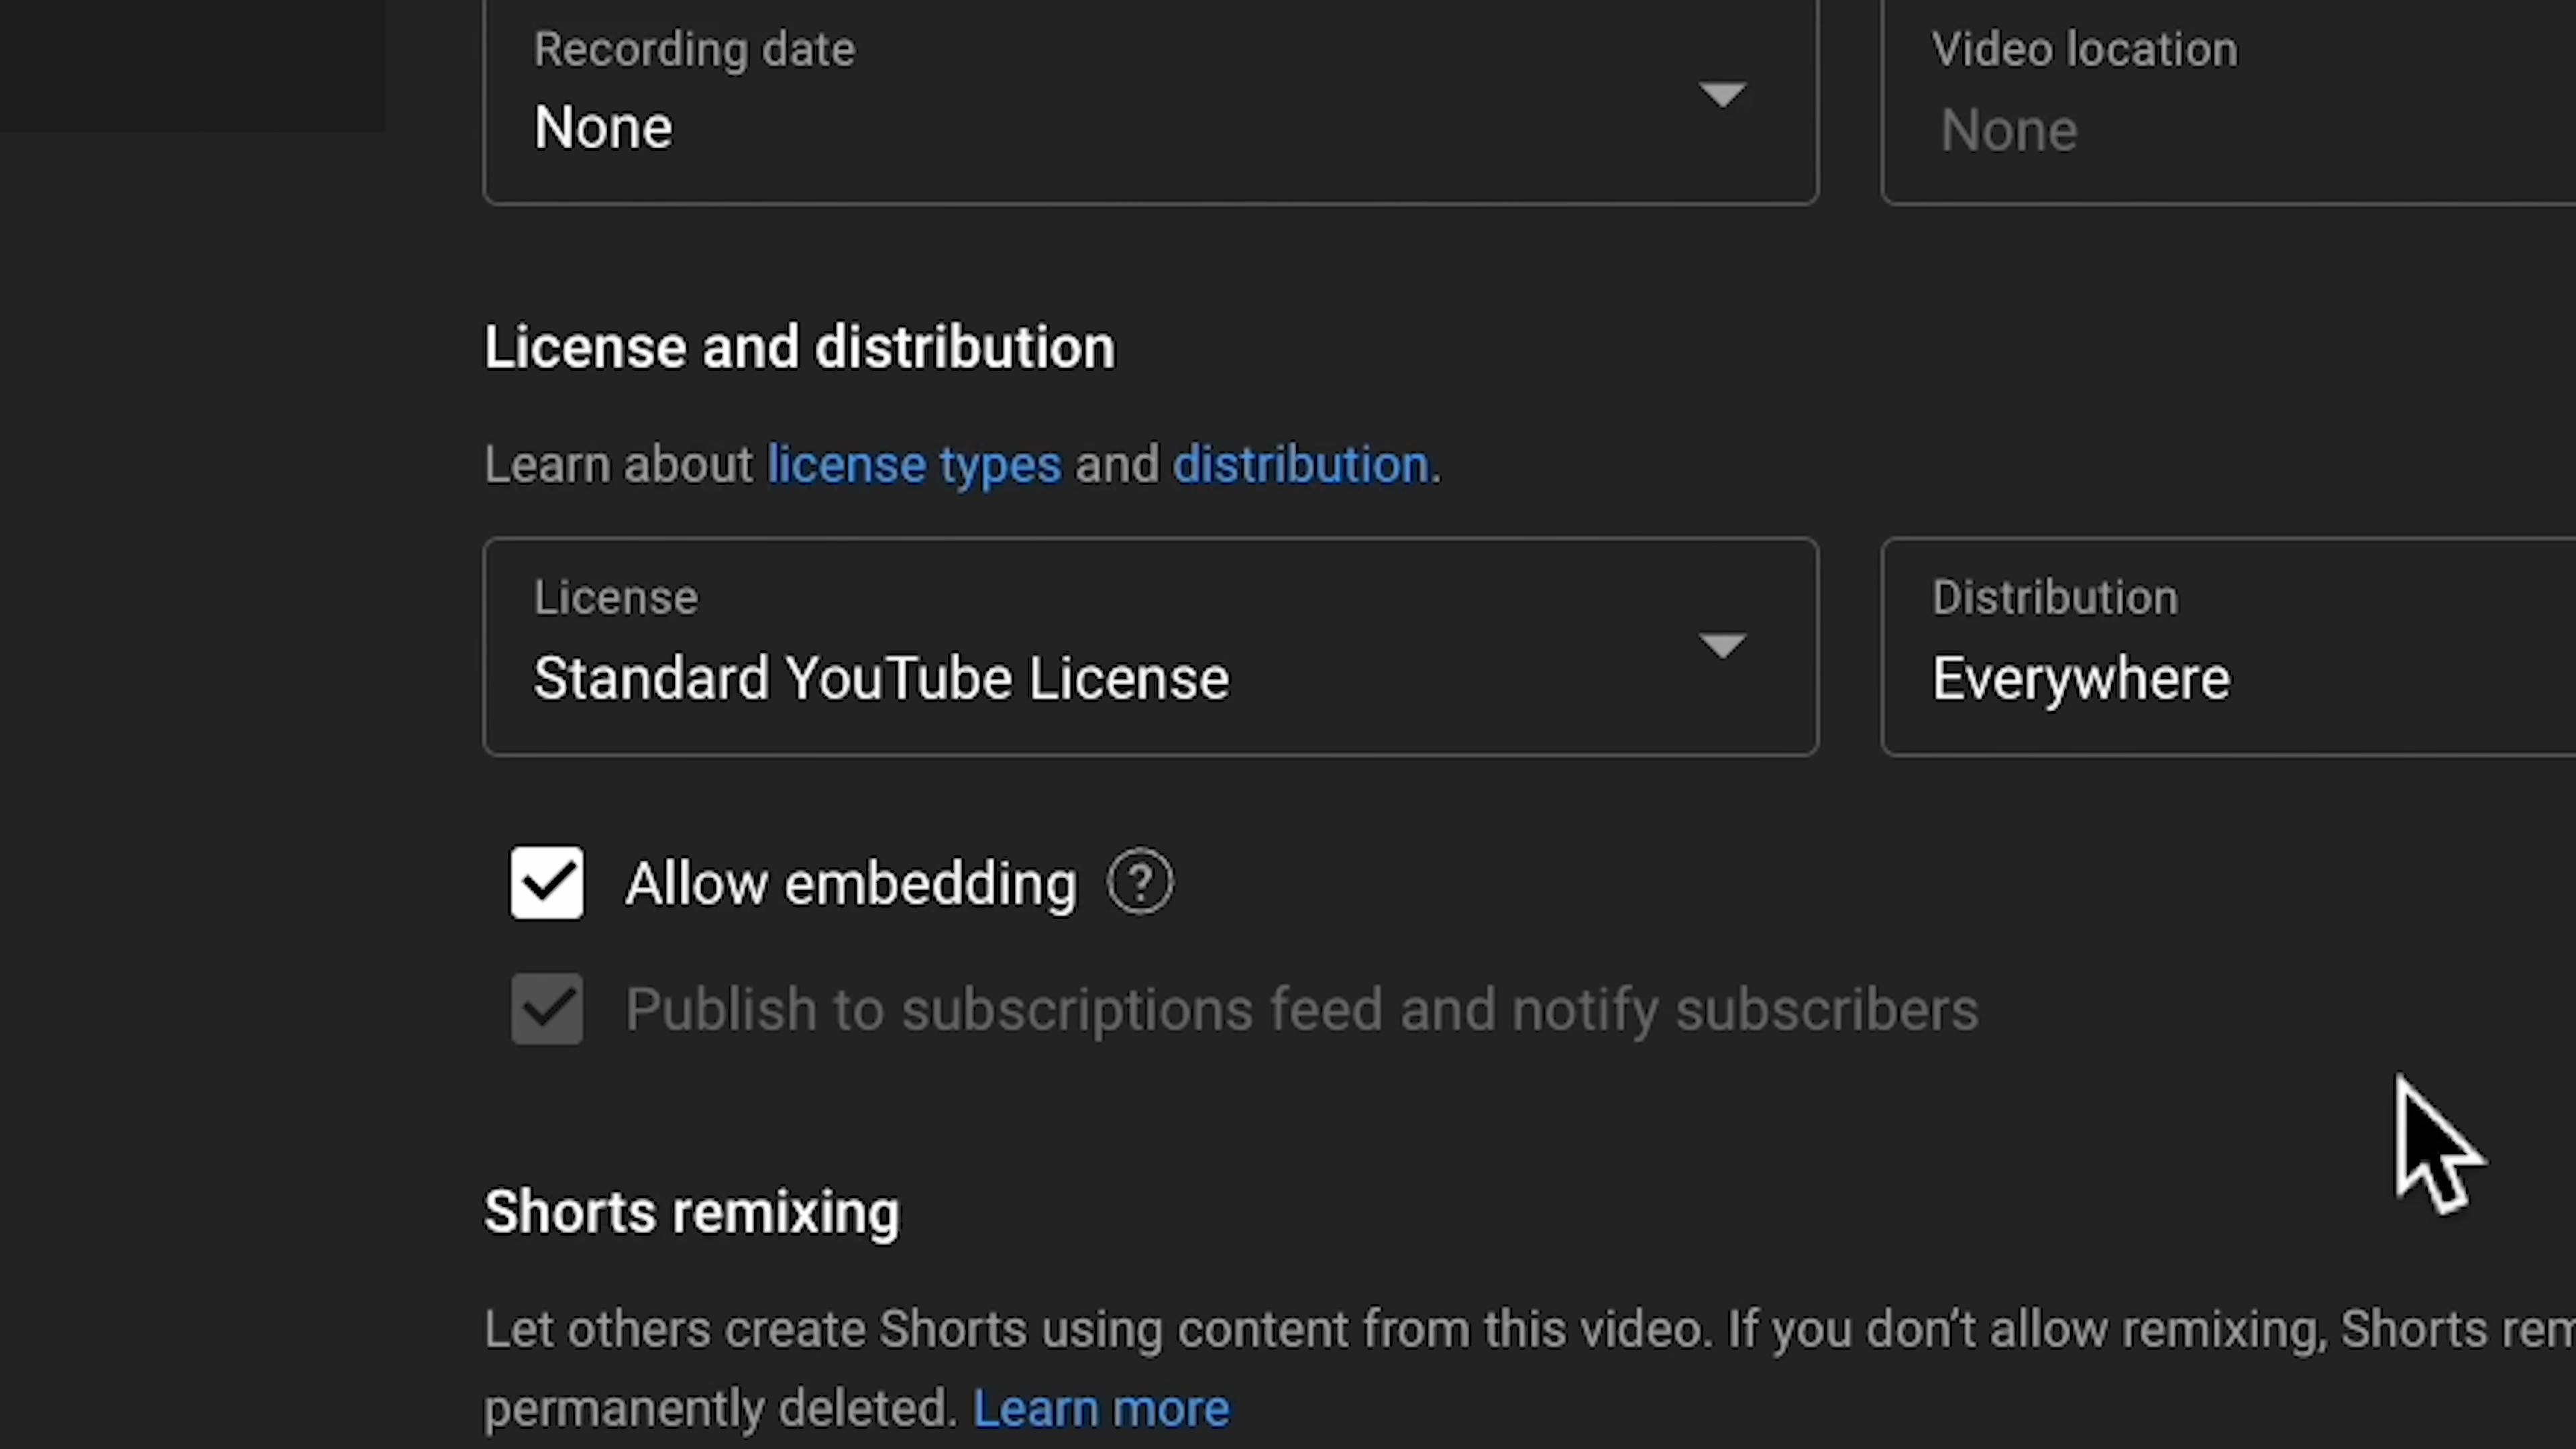 Recording date
None
Video location
None
License and distribution
Learn about license types and distribution.
License
Standard YouTube License
Distribution
Everywhere
Allow embedding ?
Publish to subscriptions feed and notify subscribers
Shorts remixing
Let others create Shorts using content from this video. If you don’t allow remixing, Shorts
permanently deleted. Learn more